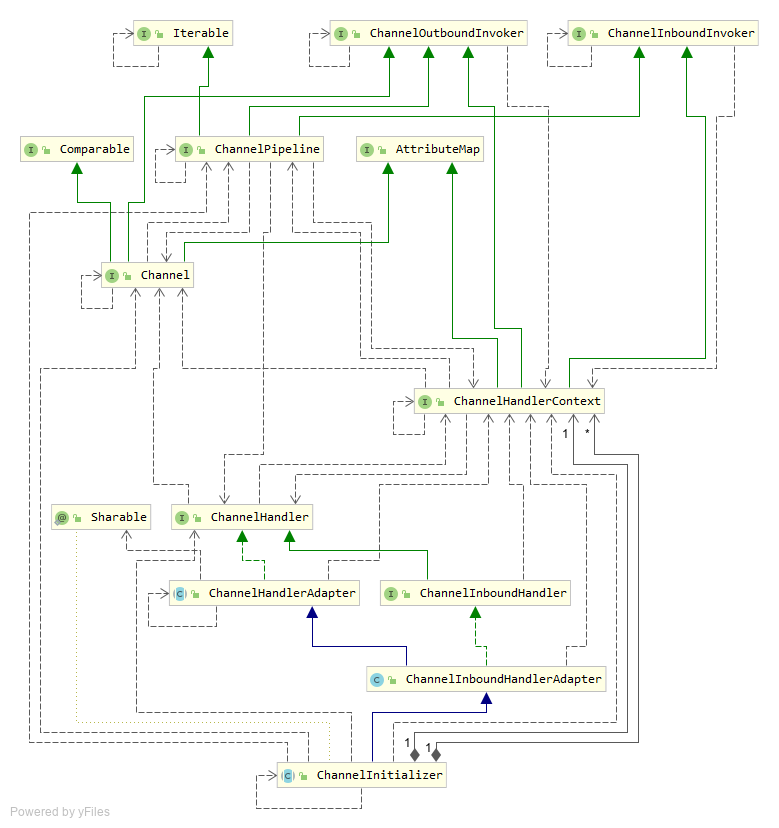 Iterable
ChannelOutboundInvoker
ChannelInboundInvoker
Comparable
ChannelPipeline
AttributeMap
Channel
ChannelHandlerContext
1
*
Sharable
ChannelHandler
ChannelHandlerAdapter
ChannelInboundHandler
ChannelInboundHandlerAdapter
1
1
ChannelInitializer
Powered by yFiles